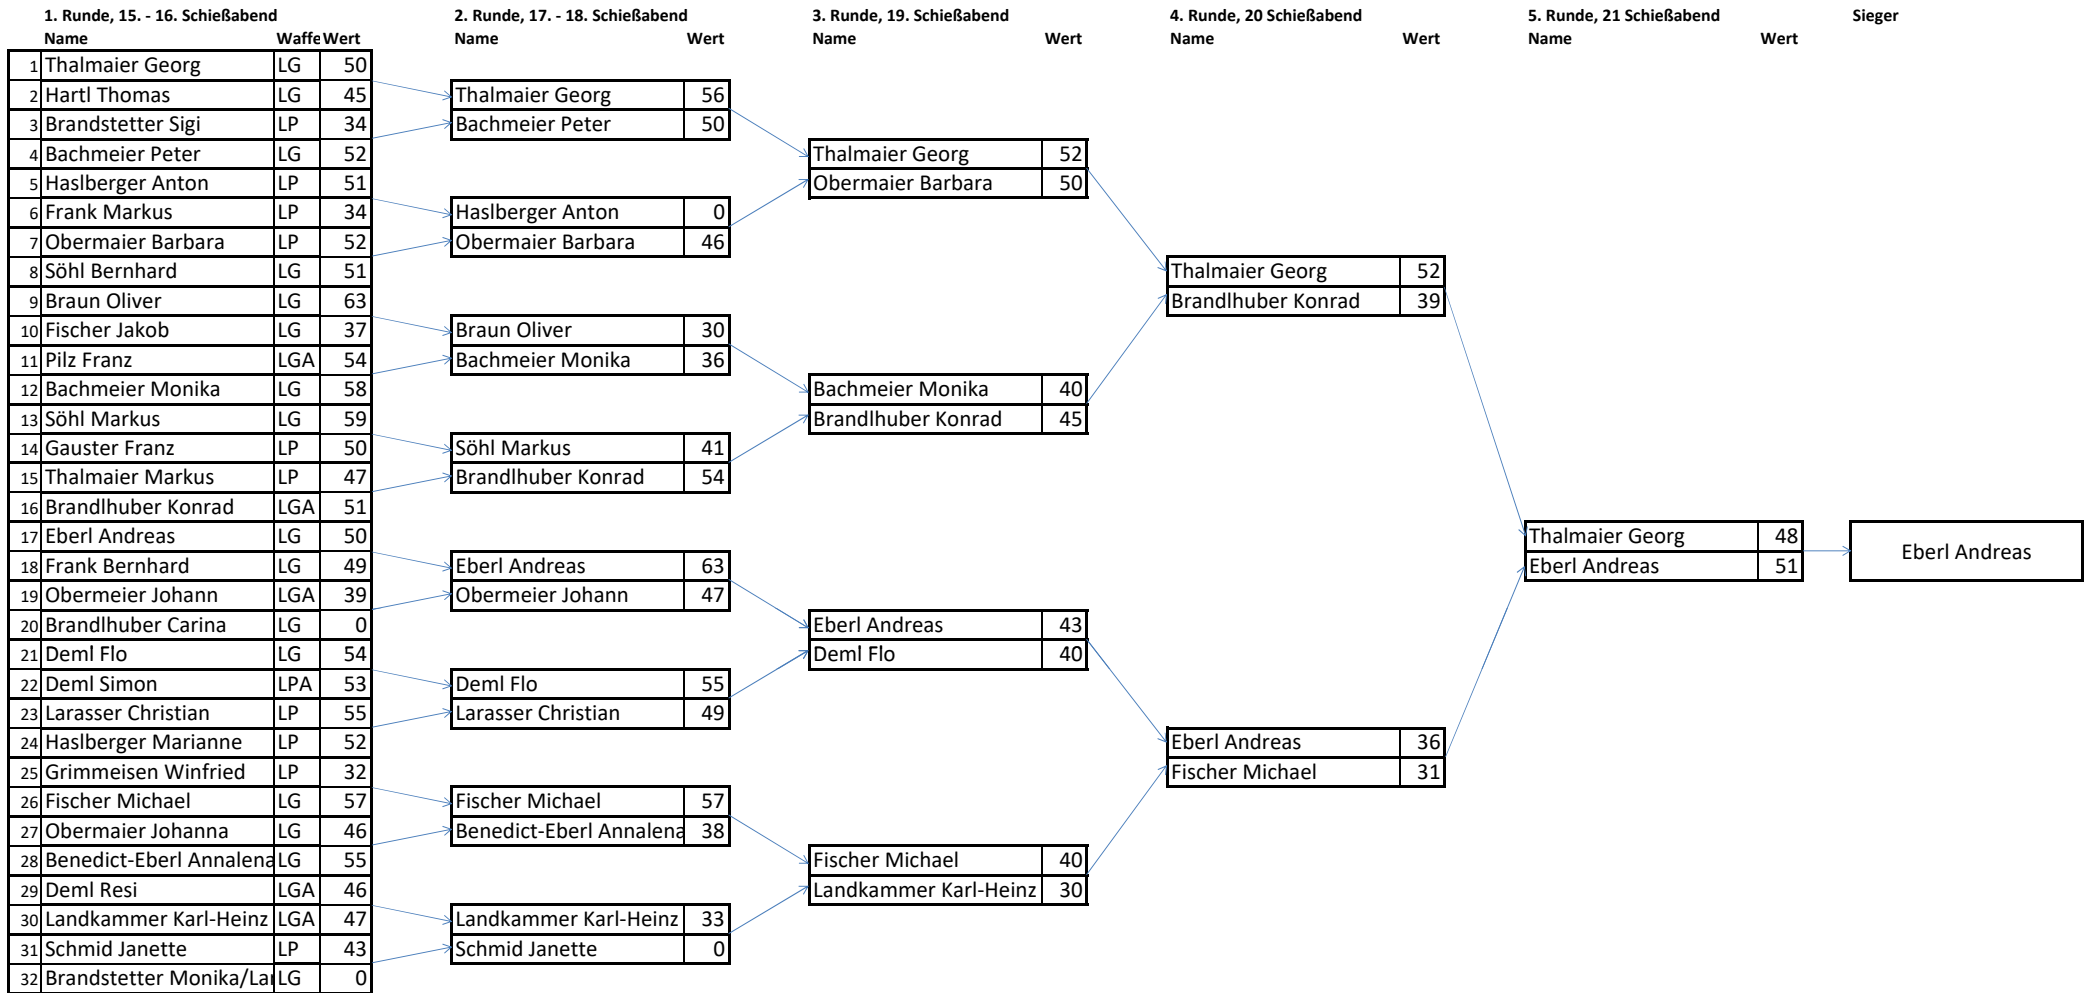 1. Runde, 15. - 16. Schießabend 2. Runde, 17. - 18. Schießabend 3. Runde, 19. Schießabend 4. Runde, 20 Schießabend 5. Runde, 21 Schießabend Sieger
Name Waffe Wert Name Wert Name Wert Name Wert Name Wert
1 Thalmaier Georg LG 50
2 Hartl Thomas LG 45 Thalmaier Georg 56
3 Brandstetter Sigi LP 34 Bachmeier Peter 50
4 Bachmeier Peter LG 52 Thalmaier Georg 52
5 Haslberger Anton LP 51 Obermaier Barbara 50
6 Frank Markus LP 34 Haslberger Anton 0
7 Obermaier Barbara LP 52 Obermaier Barbara 46
8 Söhl Bernhard LG 51 Thalmaier Georg 52
9 Braun Oliver LG 63 Brandlhuber Konrad 39
10 Fischer Jakob LG 37 Braun Oliver 30
11 Pilz Franz LGA 54 Bachmeier Monika 36
12 Bachmeier Monika LG 58 Bachmeier Monika 40
13 Söhl Markus LG 59 Brandlhuber Konrad 45
14 Gauster Franz LP 50 Söhl Markus 41
15 Thalmaier Markus LP 47 Brandlhuber Konrad 54
16 Brandlhuber Konrad LGA 51
17 Eberl Andreas LG 50 Thalmaier Georg 48
Eberl Andreas
18 Frank Bernhard LG 49 Eberl Andreas 63 Eberl Andreas 51
19 Obermeier Johann LGA 39 Obermeier Johann 47
20 Brandlhuber Carina LG 0 Eberl Andreas 43
21 Deml Flo LG 54 Deml Flo 40
22 Deml Simon LPA 53 Deml Flo 55
23 Larasser Christian LP 55 Larasser Christian 49
24 Haslberger Marianne LP 52 Eberl Andreas 36
25 Grimmeisen Winfried LP 32 Fischer Michael 31
26 Fischer Michael LG 57 Fischer Michael 57
27 Obermaier Johanna LG 46 Benedict-Eberl Annalena 38
28 Benedict-Eberl Annalena LG 55 Fischer Michael 40
29 Deml Resi LGA 46 Landkammer Karl-Heinz 30
30 Landkammer Karl-Heinz LGA 47 Landkammer Karl-Heinz 33
31 Schmid Janette LP 43 Schmid Janette 0
32 Brandstetter Monika/ LG 0